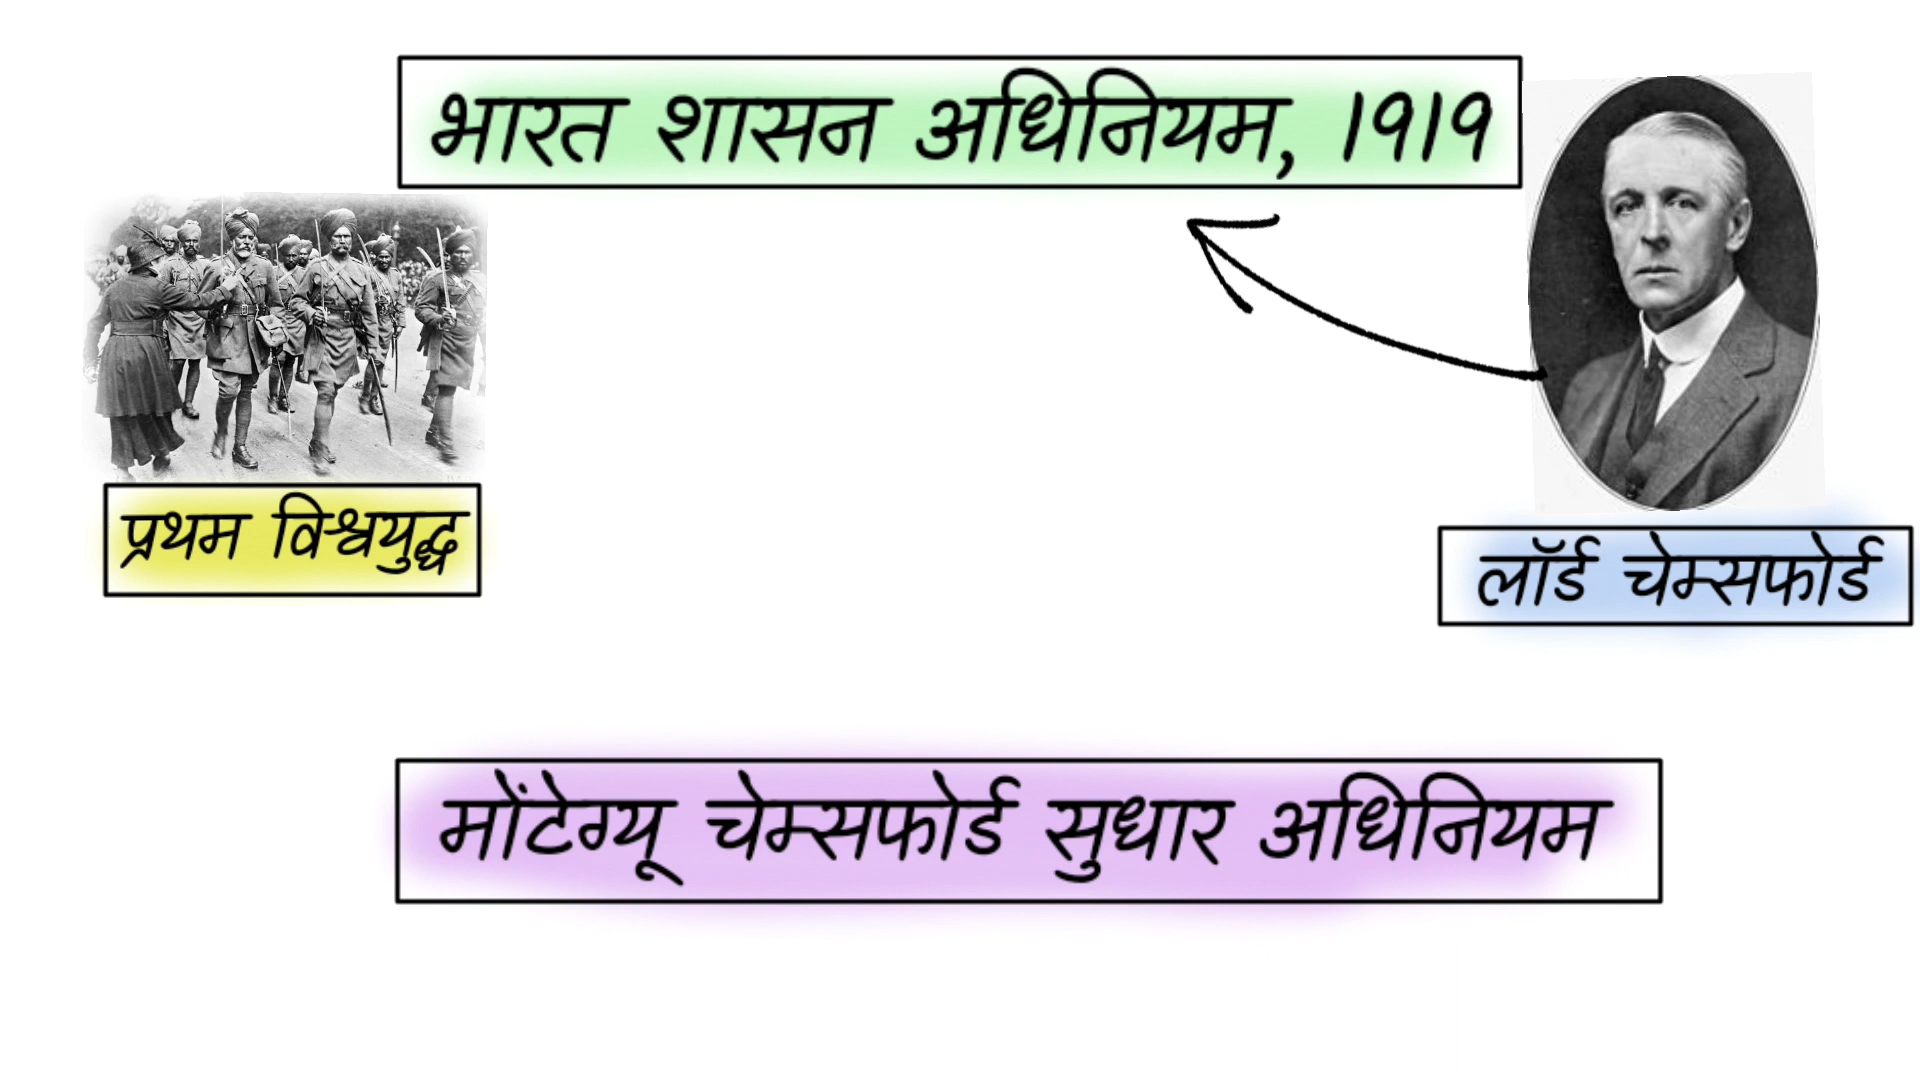 भारत शासन अधिनियम, 1919
प्रथम विश्वयुद्ध
लॉर्ड चेम्सफोर्ड
मोंटेग्यू चेम्सफोर्ड सुधार अधिनियम